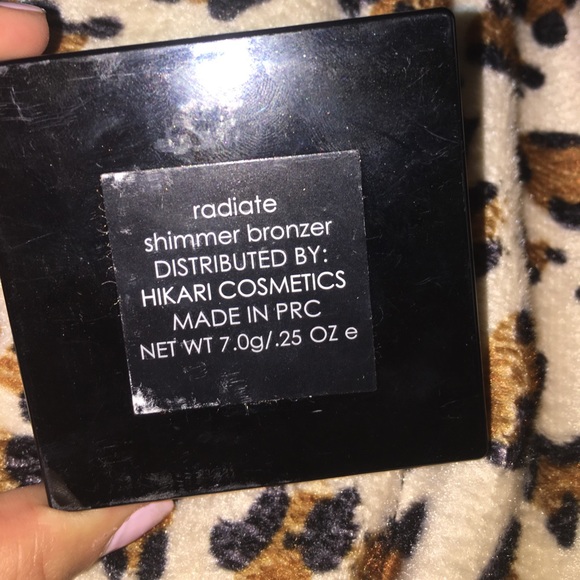 radiate
shimmer bronzer
DISTRIBUTED BY:
HIKARI COSMETICS
MADE IN PRC
NET WT 7.0g/.25 OZ e